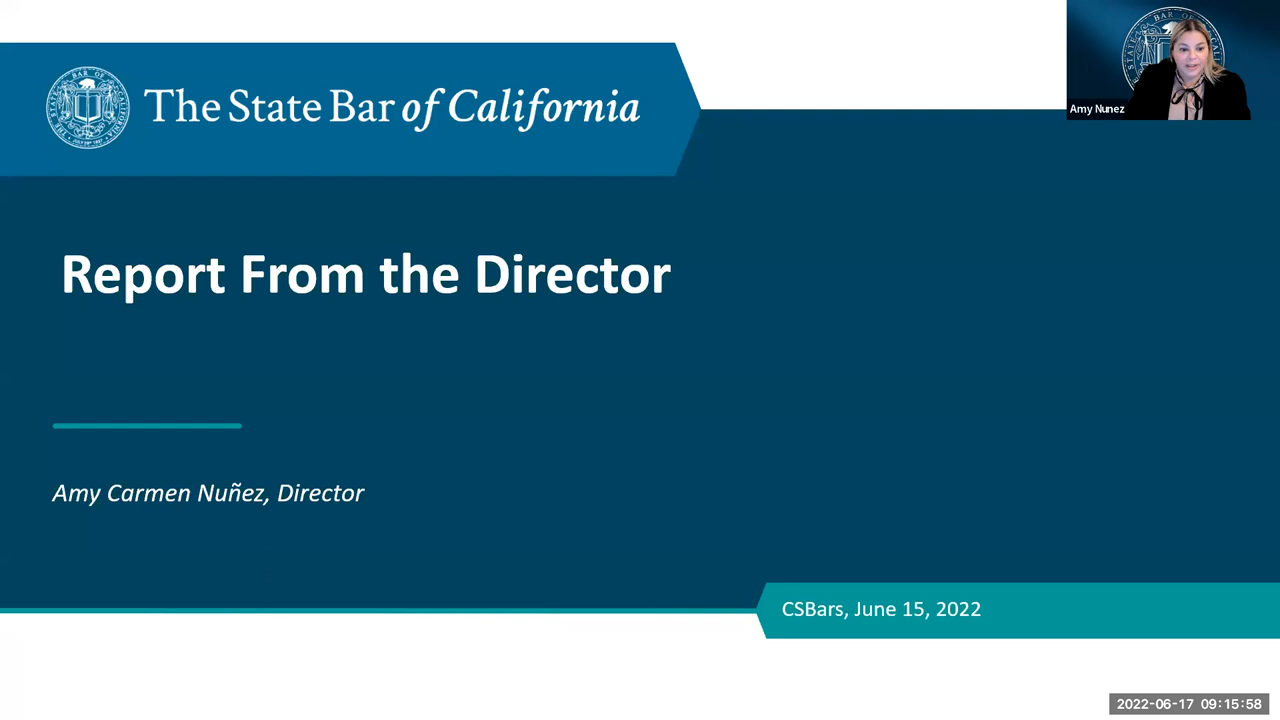 The State Bar of California
Amy Nunez
Report From the Director
Amy Carmen Nuñez, Director
CSBars, June 15, 2022
2022-06-17 09:15:58